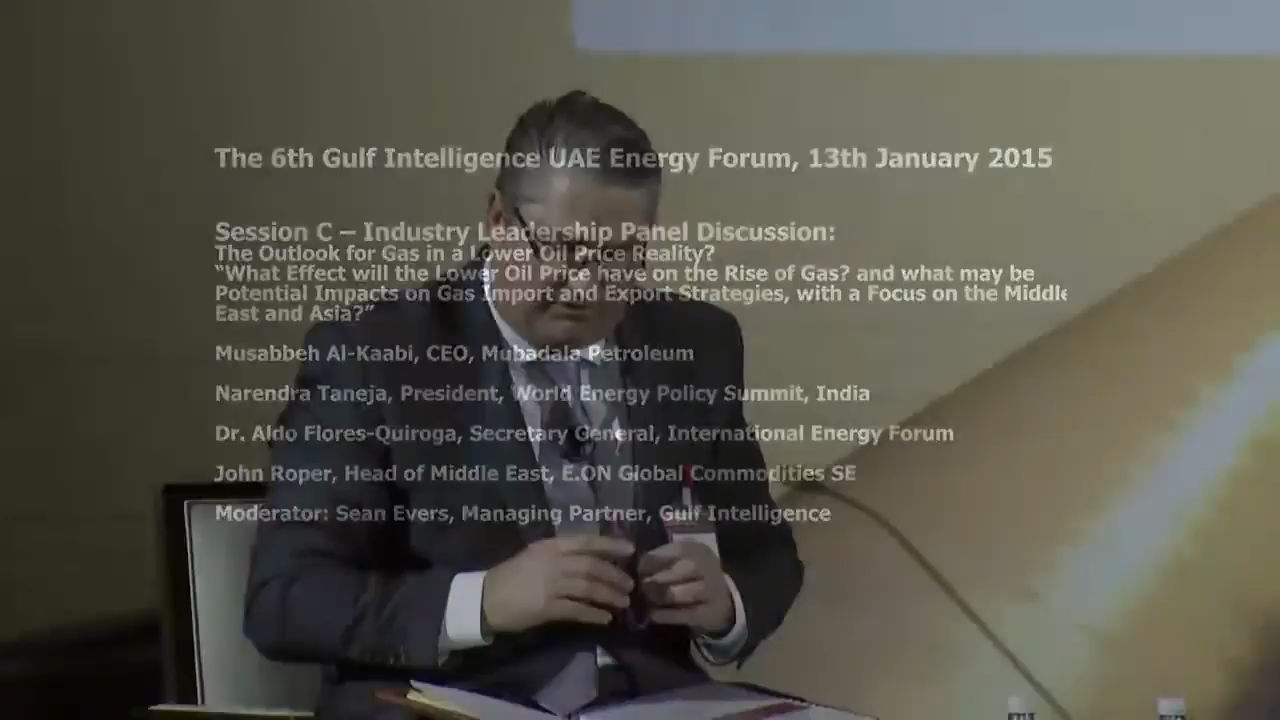 The 6th Gulf Intelligence UAE Energy Forum, 13th January 2015
Session C – Industry Leadership Panel Discussion:
The Outlook for Gas in a Lower Oil Price Reality?
“What Effect will the Lower Oil Price have on the Rise of Gas? and what may be
Potential Impacts on Gas Import and Export Strategies, with a Focus on the Middle
East and Asia?”
Musabbeh Al-Kaabi, CEO, Mubadala Petroleum
Narendra Taneja, President, World Energy Policy Summit, India
Dr. Aldo Flores-Quiroga, Secretary General, International Energy Forum
John Roper, Head of Middle East, E.ON Global Commodities SE
Moderator: Sean Evers, Managing Partner, Gulf Intelligence